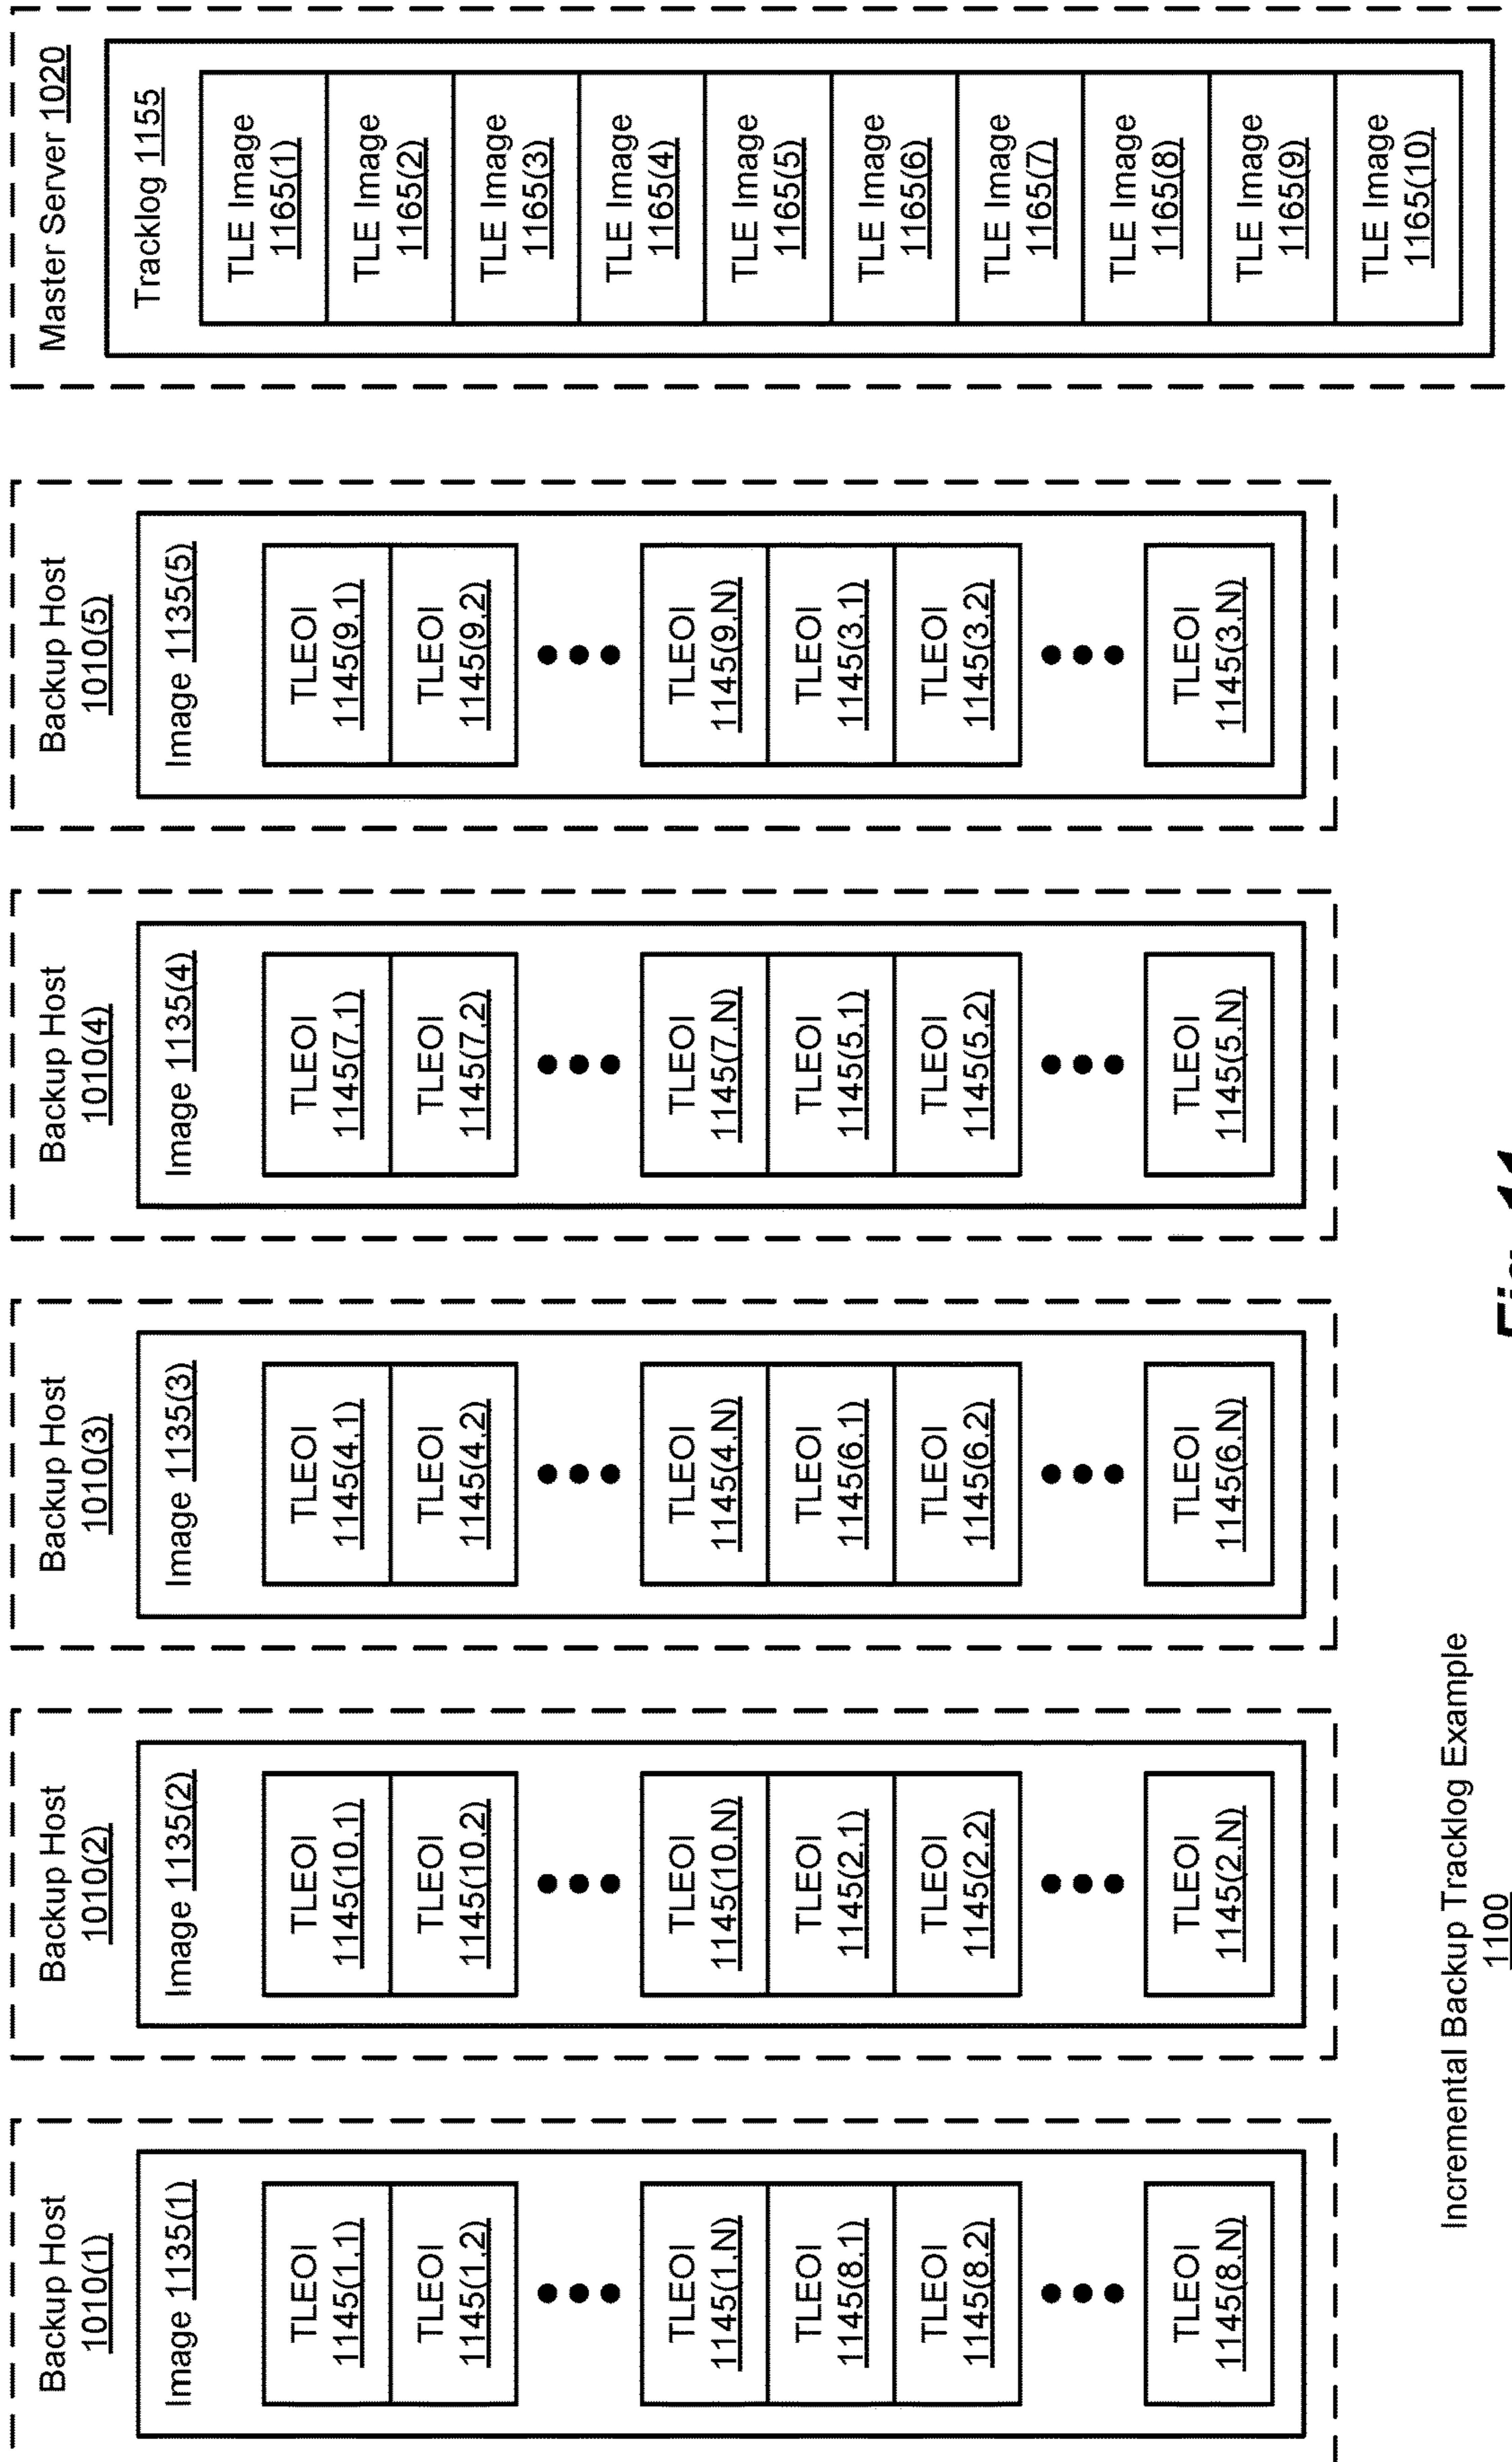 Backup Host
1010(1)
Image 1135(1)
TLEOI
1145(1,1)
TLEOI
1145(1,2)
TLEOI
1145(1,N)
TLEOI
1145(8,1)
TLEOI
1145(8,2)
TLEOI
1145(8,N)
Backup Host
1010(2)
Image 1135(2)
TLEOI
1145(10,1)
TLEOI
1145(10,2)
TLEOI
1145(10,N)
TLEOI
1145(2,1)
TLEOI
1145(2,2)
TLEOI
1145(2,N)
Backup Host
1010(3)
Image 1135(3)
TLEOI
1145(4,1)
TLEOI
1145(4,2)
TLEOI
1145(4,N)
TLEOI
1145(6,1)
TLEOI
1145(6,2)
TLEOI
1145(6,N)
Backup Host
1010(4)
Image 1135(4)
TLEOI
1145(7,1)
TLEOI
1145(7,2)
TLEOI
1145(7,N)
TLEOI
1145(5,1)
TLEOI
1145(5,2)
TLEOI
1145(5,N)
Backup Host
1010(5)
Image 1135(5)
TLEOI
1145(9,1)
TLEOI
1145(9,2)
TLEOI
1145(9,N)
TLEOI
1145(3,1)
TLEOI
1145(3,2)
TLEOI
1145(3,N)
Master Server 1020
Tracklog 1155
TLE Image
1165(1)
TLE Image
1165(2)
TLE Image
1165(3)
TLE Image
1165(4)
TLE Image
1165(5)
TLE Image
1165(6)
TLE Image
1165(7)
TLE Image
1165(8)
TLE Image
1165(9)
TLE Image
1165(10)
Incremental Backup Tracklog Example
1100